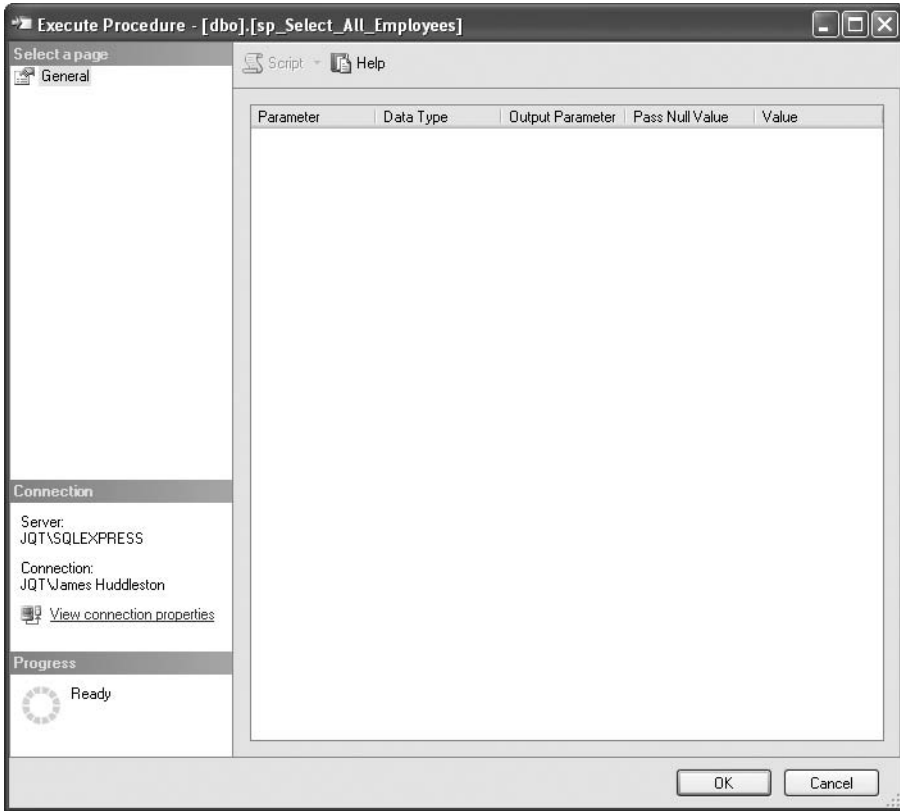 Execute Procedure - [dbo].[sp_Select_All_Employees]
Select a page
General
Script
Help
Parameter
Data Type
Output Parameter
Pass Null Value
Value
Connection
Server:
JQT\SQLEXPRESS
Connection:
JQT\James Huddleston
View connection properties
Progress
Ready
OK
Cancel